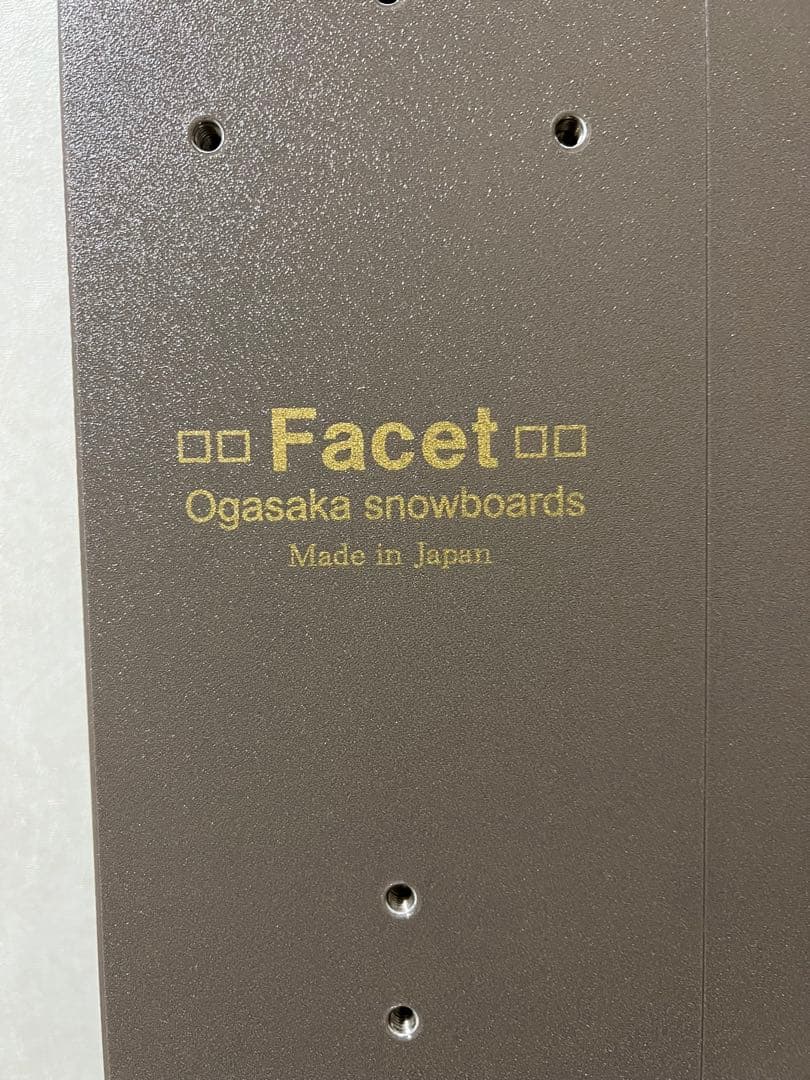 □□ Facet □□
Ogasaka snowboards
Made in Japan